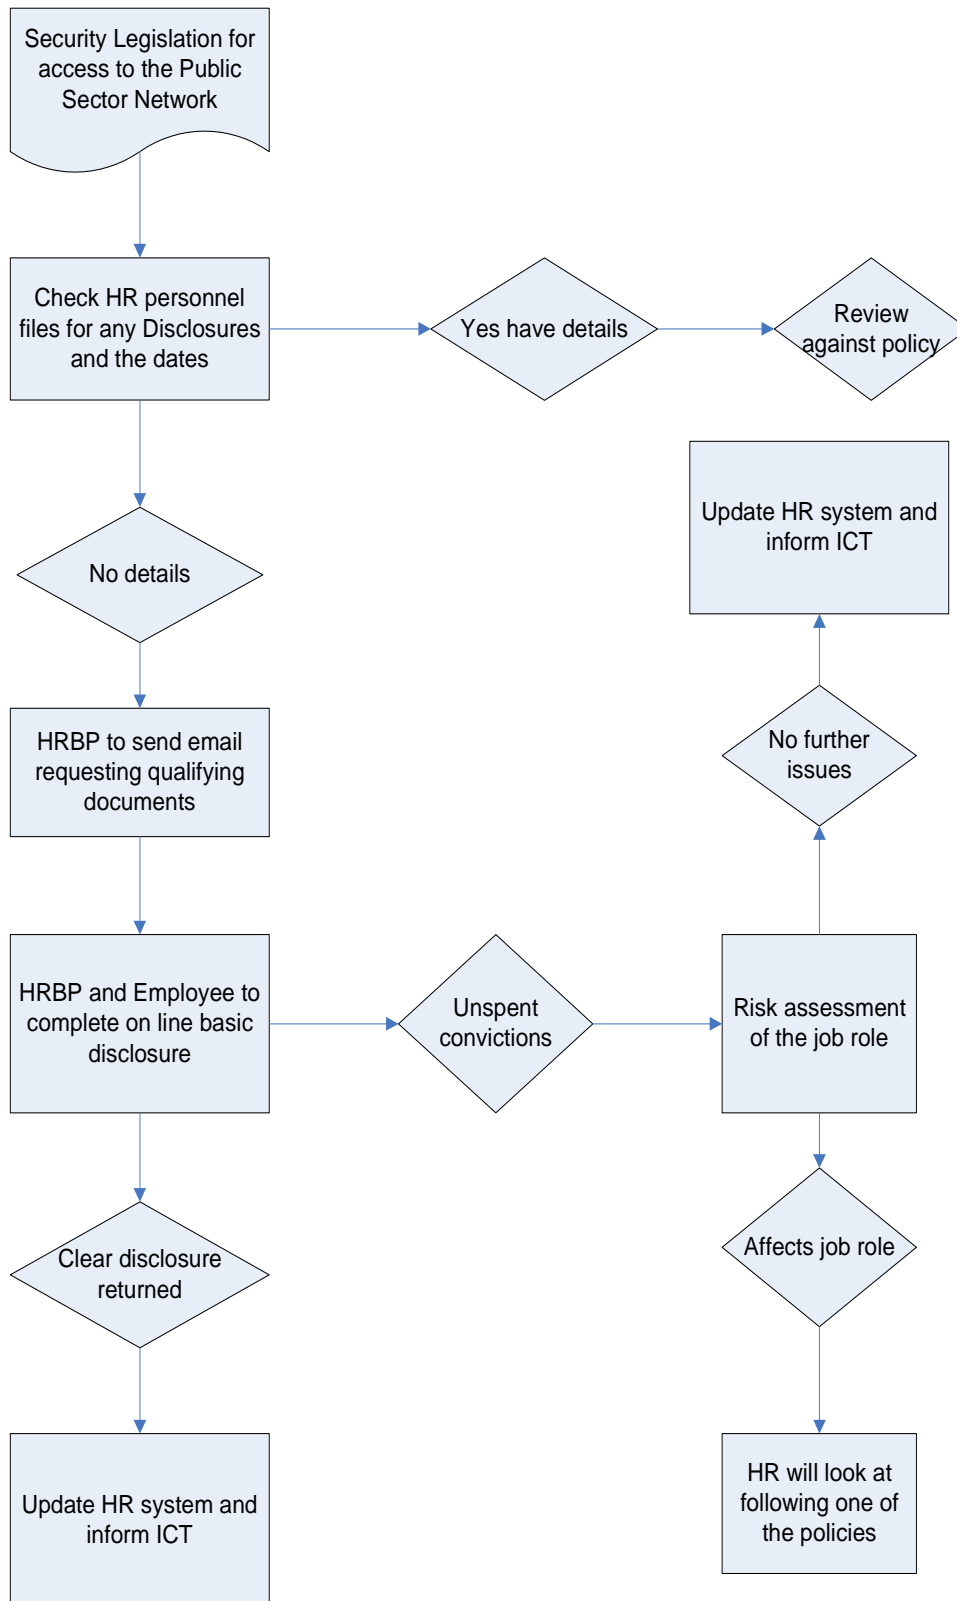 Security Legislation for
access to the Public
Sector Network
Check HR personnel
files for any Disclosures
and the dates
Yes have details
Review
against policy
Update HR system and
inform ICT
No details
No further
issues
HRBP to send email
requesting qualifying
documents
HRBP and Employee to
complete on line basic
disclosure
Unspent
convictions
Risk assessment
of the job role
Affects job role
Clear disclosure
returned
HR will look at
following one of
the policies
Update HR system and
inform ICT